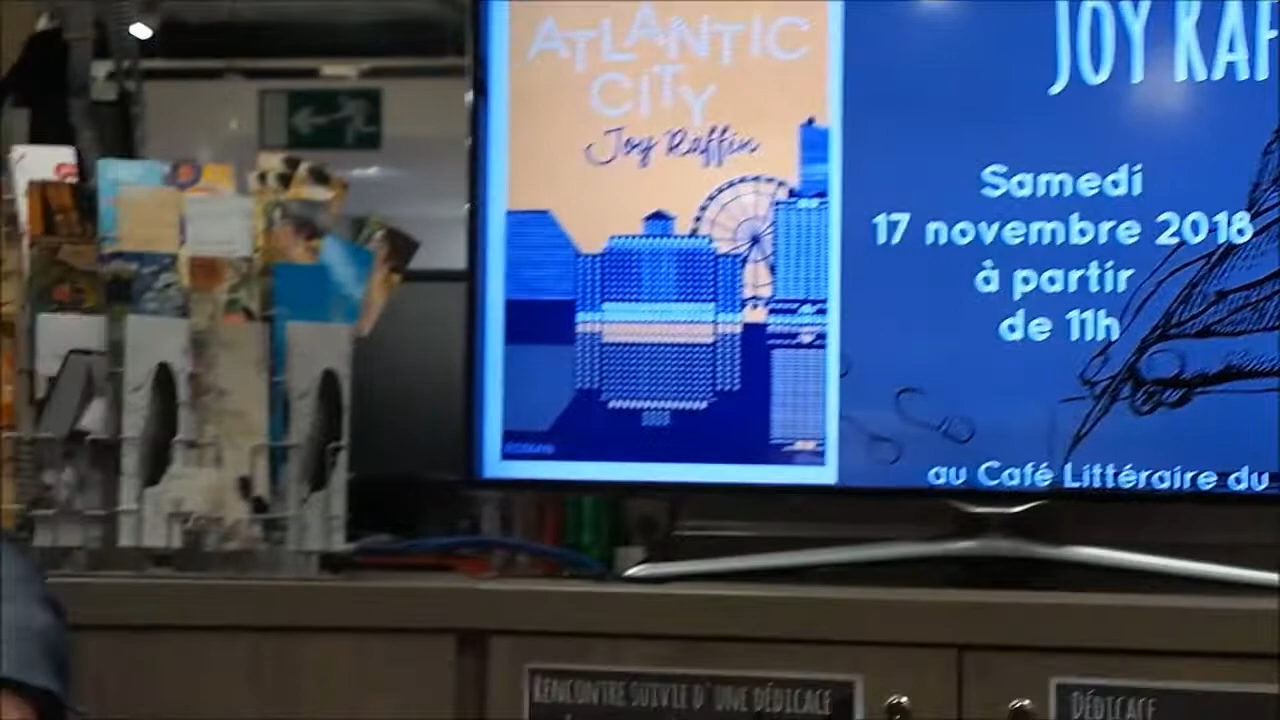 ATLANTIC
CITY
Joy Raffin
JOY RAF
Samedi
17 novembre 2018
à partir
de 11h
au Café Littéraire du
RENCONTRE SUIVIE D'UNE DÉDICACE
DÉDICACE